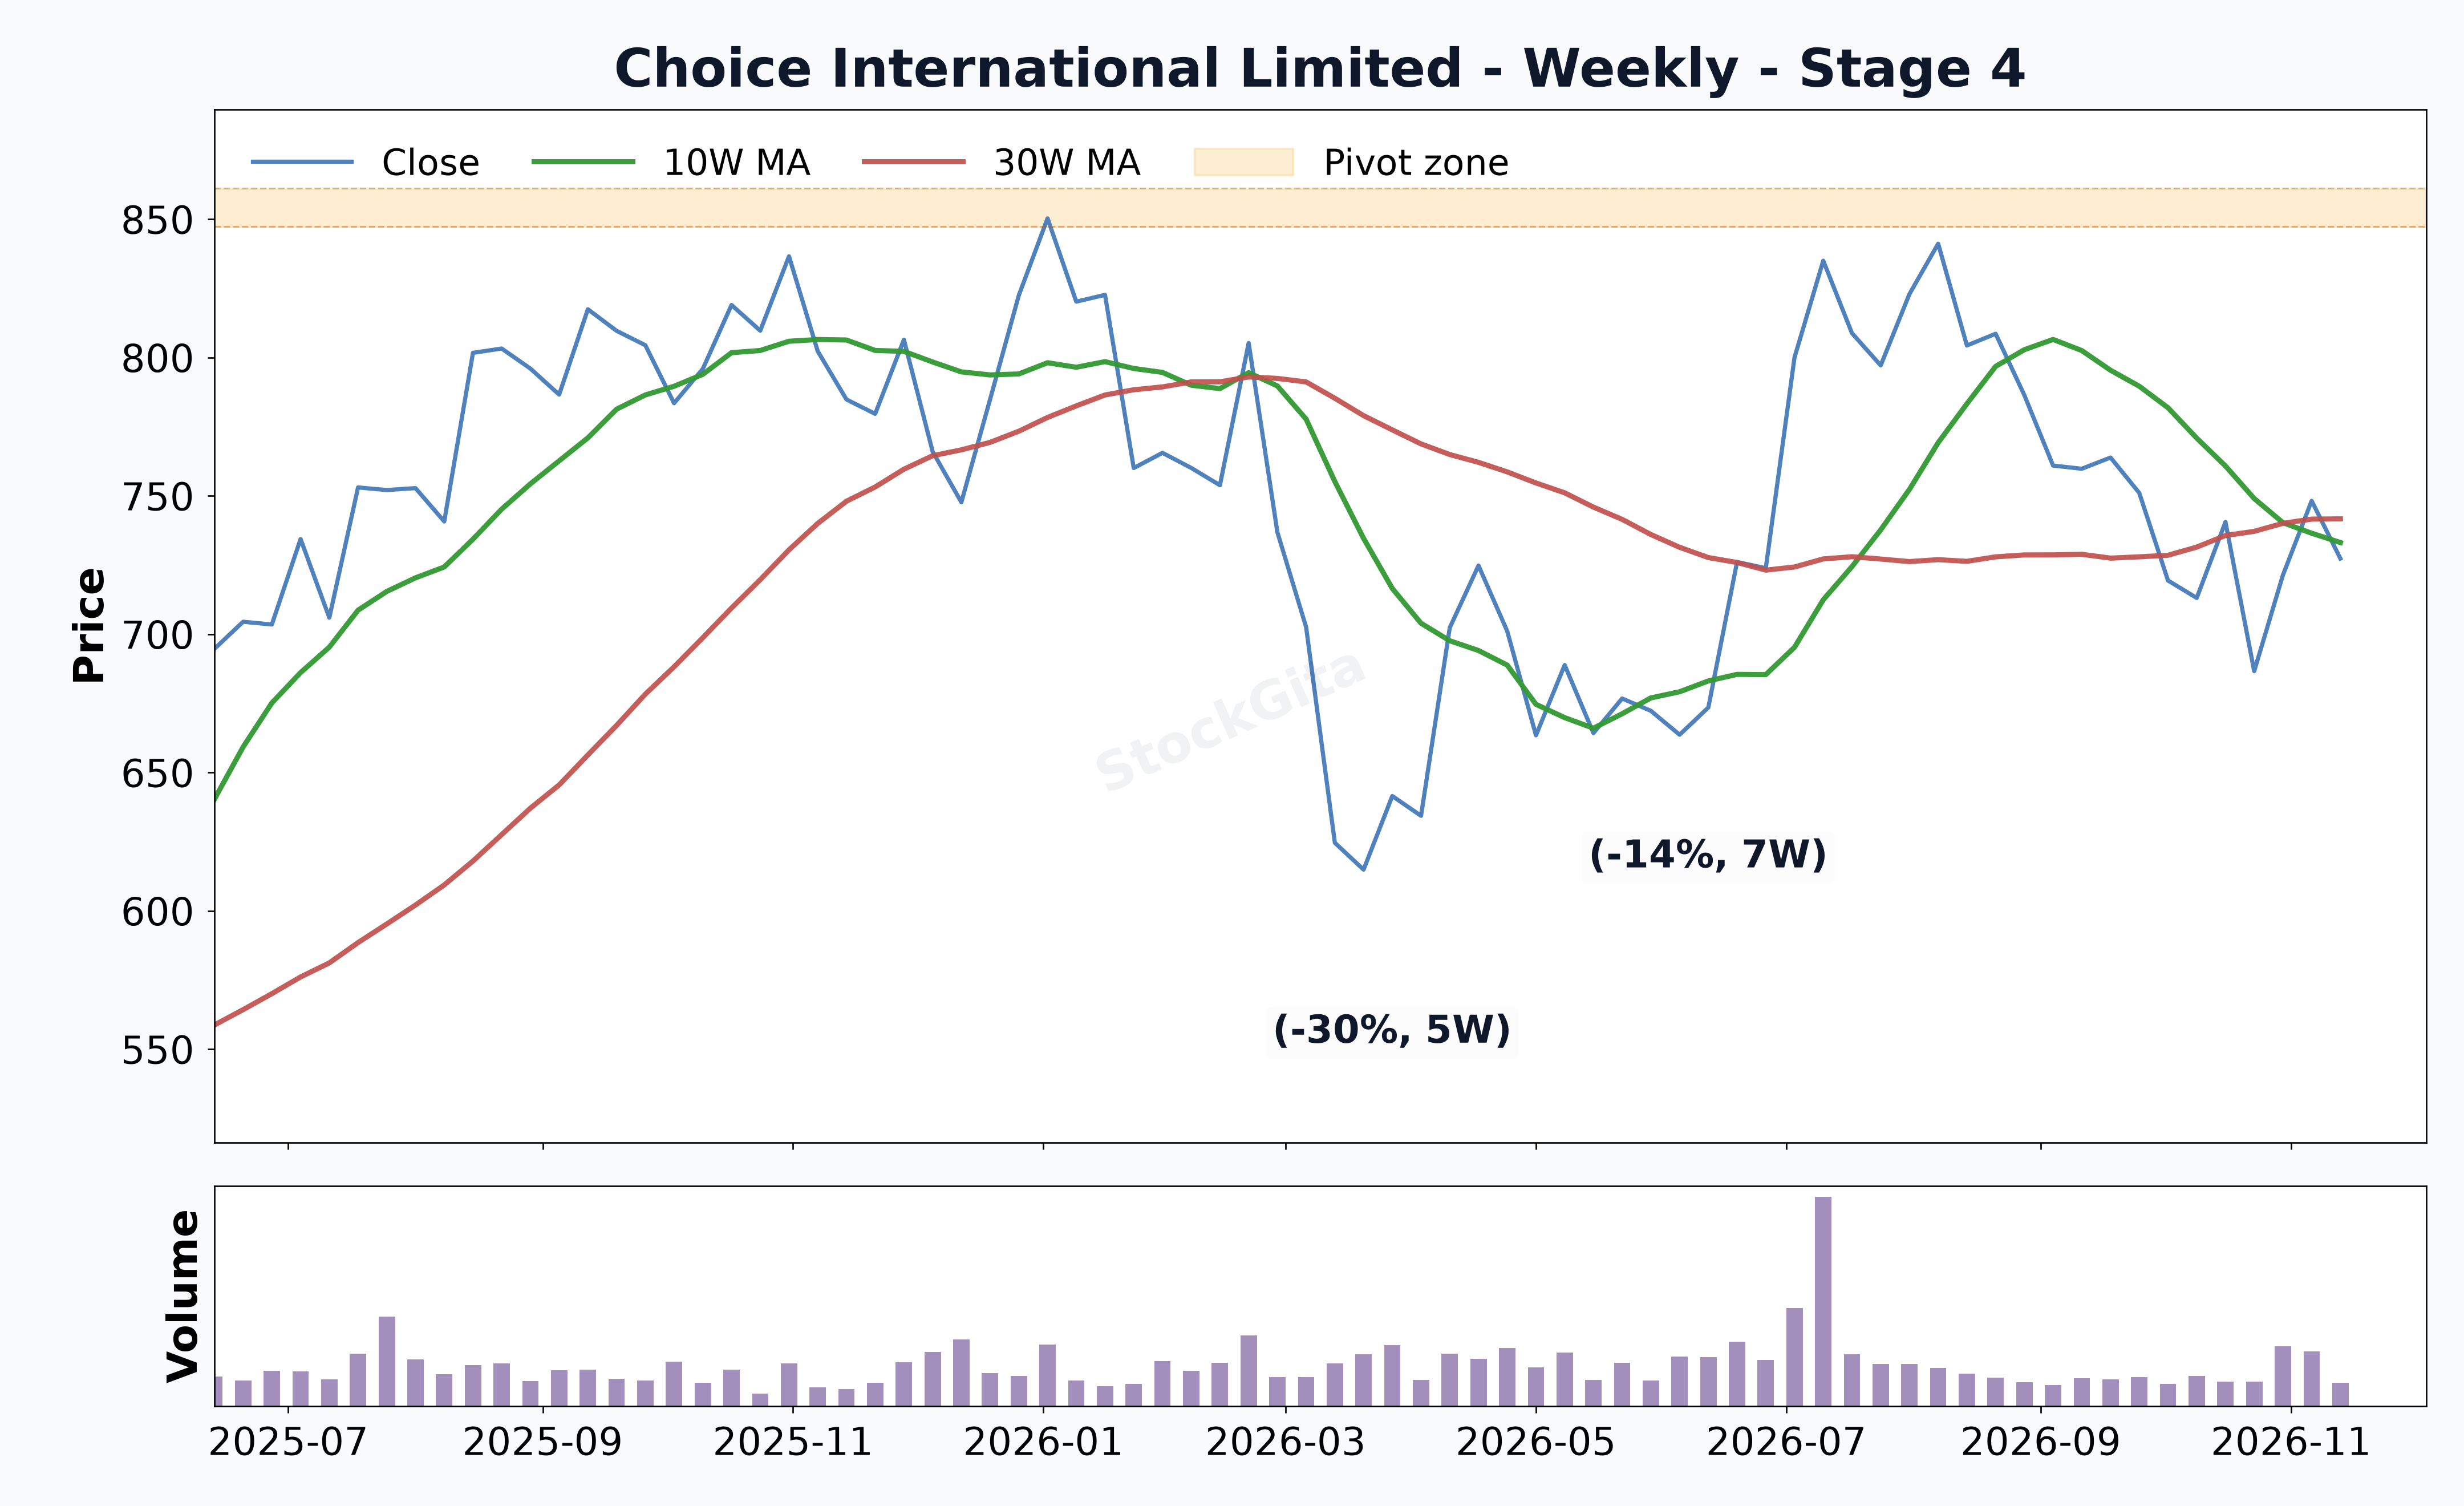 Choice International Limited - Weekly - Stage 4
Close 10W MA 30W MA Pivot zone
850
800
750
700
650
600
550
Price
StockGita
(-14%, 7W)
(-30%, 5W)
Volume
2025-07 2025-09 2025-11 2026-01 2026-03 2026-05 2026-07 2026-09 2026-11